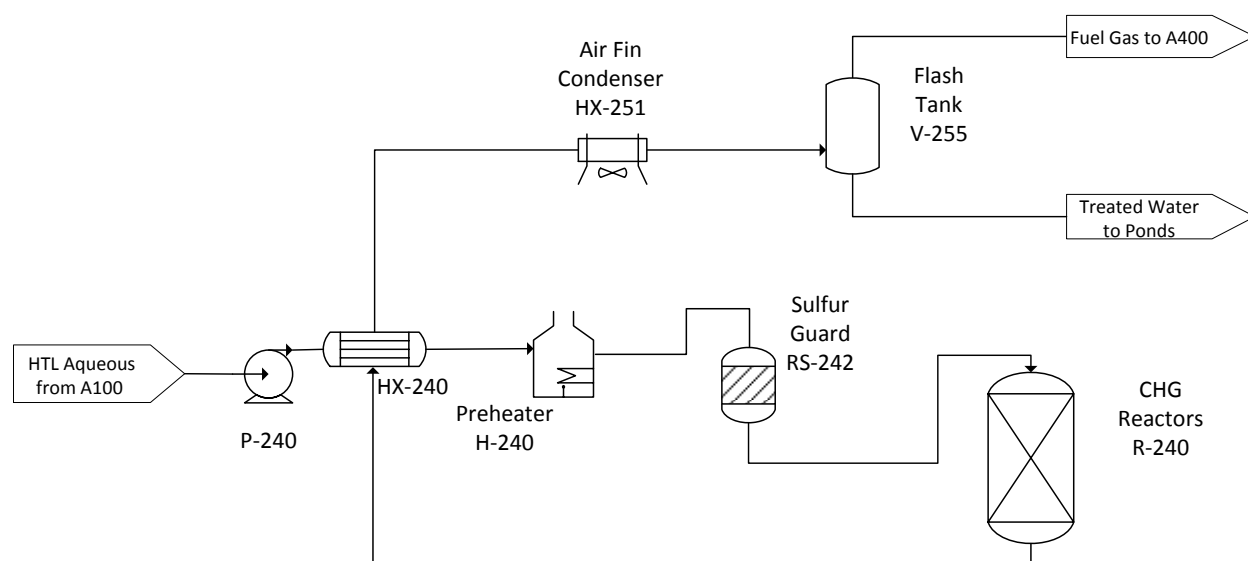 Fuel Gas to A400
Air Fin
Condenser
HX-251
Flash
Tank
V-255
Treated Water
to Ponds
Sulfur
Guard
RS-242
HTL Aqueous
from A100
P-240
HX-240
Preheater
H-240
CHG
Reactors
R-240